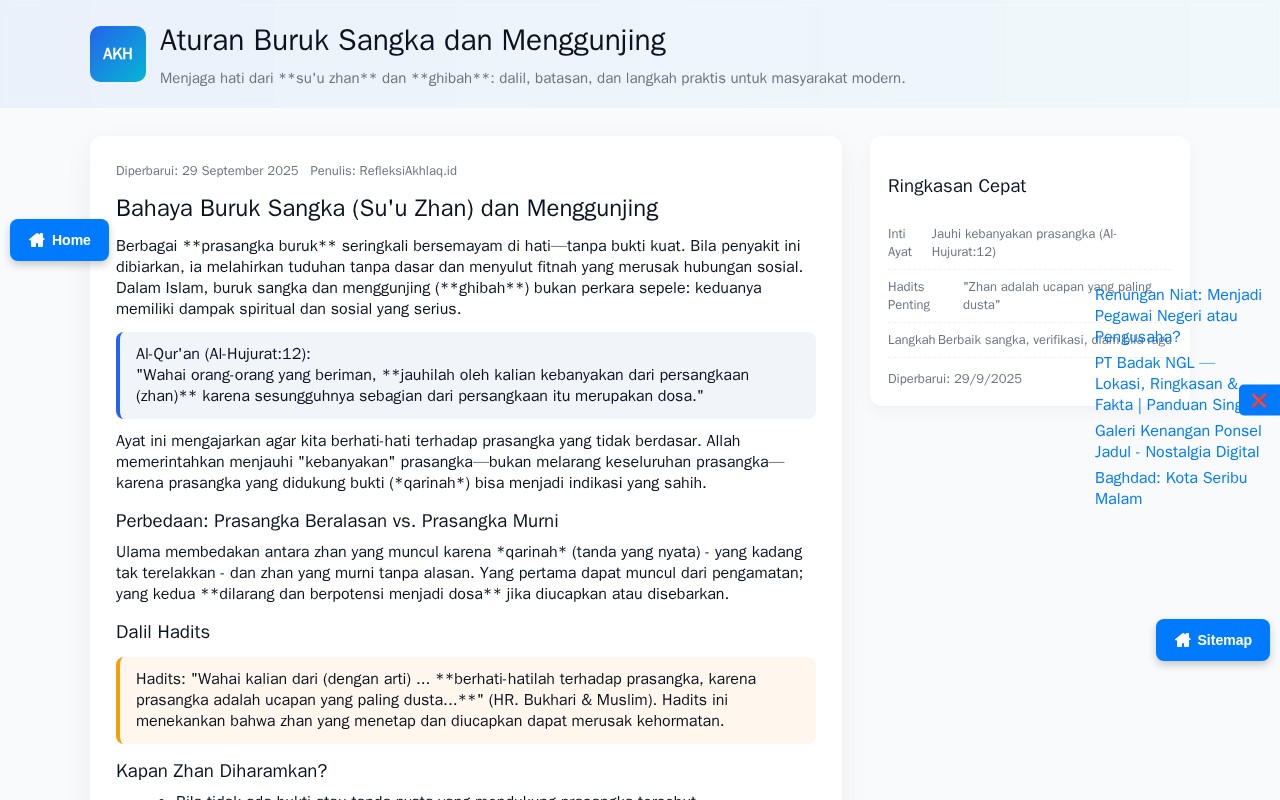 AKH
Aturan Buruk Sangka dan Menggunjing
Menjaga hati dari **su'u zhan** dan **ghibah**: dalil, batasan, dan langkah praktis untuk masyarakat modern.
Diperbarui: 29 September 2025 Penulis: RefleksiAkhlaq.id
Bahaya Buruk Sangka (Su'u Zhan) dan Menggunjing
Home
Berbagai **prasangka buruk** seringkali bersemayam di hati—tanpa bukti kuat. Bila penyakit ini
dibiarkan, ia melahirkan tuduhan tanpa dasar dan menyulut fitnah yang merusak hubungan sosial.
Dalam Islam, buruk sangka dan menggunjing (**ghibah**) bukan perkara sepele: keduanya
memiliki dampak spiritual dan sosial yang serius.
Al-Qur'an (Al-Hujurat:12):
"Wahai orang-orang yang beriman, **jauhilah oleh kalian kebanyakan dari persangkaan
(zhan)** karena sesungguhnya sebagian dari persangkaan itu merupakan dosa."
Ayat ini mengajarkan agar kita berhati-hati terhadap prasangka yang tidak berdasar. Allah
memerintahkan menjauhi "kebanyakan" prasangka—bukan melarang keseluruhan prasangka—
karena prasangka yang didukung bukti (*qarinah*) bisa menjadi indikasi yang sahih.
Perbedaan: Prasangka Beralasan vs. Prasangka Murni
Ulama membedakan antara zhan yang muncul karena *qarinah* (tanda yang nyata) - yang kadang
tak terelakkan - dan zhan yang murni tanpa alasan. Yang pertama dapat muncul dari pengamatan;
yang kedua **dilarang dan berpotensi menjadi dosa** jika diucapkan atau disebarkan.
Dalil Hadits
Hadits: "Wahai kalian dari (dengan arti) ... **berhati-hatilah terhadap prasangka, karena
prasangka adalah ucapan yang paling dusta...**" (HR. Bukhari & Muslim). Hadits ini
menekankan bahwa zhan yang menetap dan diucapkan dapat merusak kehormatan.
Kapan Zhan Diharamkan?
Bila tidak ada bukti atau tanda nyata yang mendukung prasangka tersebut.
Ringkasan Cepat
Inti Ayat
Jauhi kebanyakan prasangka (Al-
Hujurat:12)
Hadits Penting
"Zhan adalah ucapan yang paling
dusta"
Langkah Berbaik sangka, verifikasi, diam bila ragu
Diperbarui: 29/9/2025
Renungan Niat: Menjadi
Pegawai Negeri atau
Pengusaha?
PT Badak NGL —
Lokasi, Ringkasan &
Fakta | Panduan
Galeri Kenangan Ponsel
Jadul - Nostalgia Digital
Baghdad: Kota Seribu
Malam
Sitemap